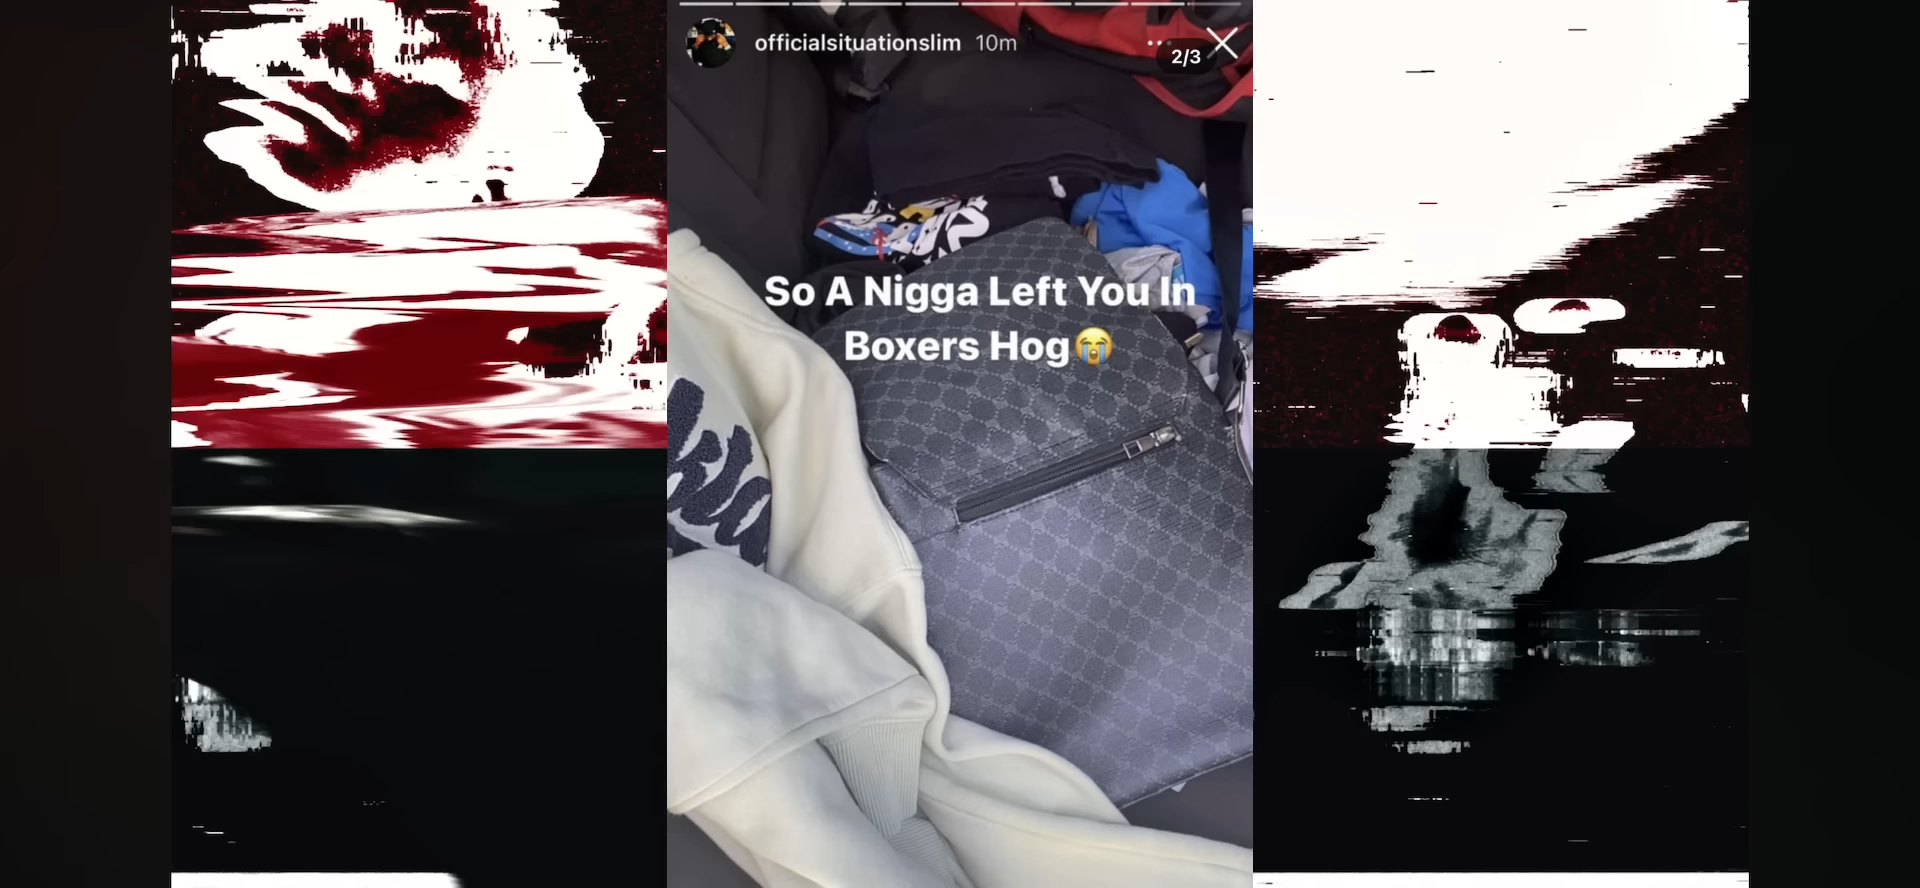 officialsituationslim 10m
2/3
So A Nigga Left You In
Boxers Hog😭